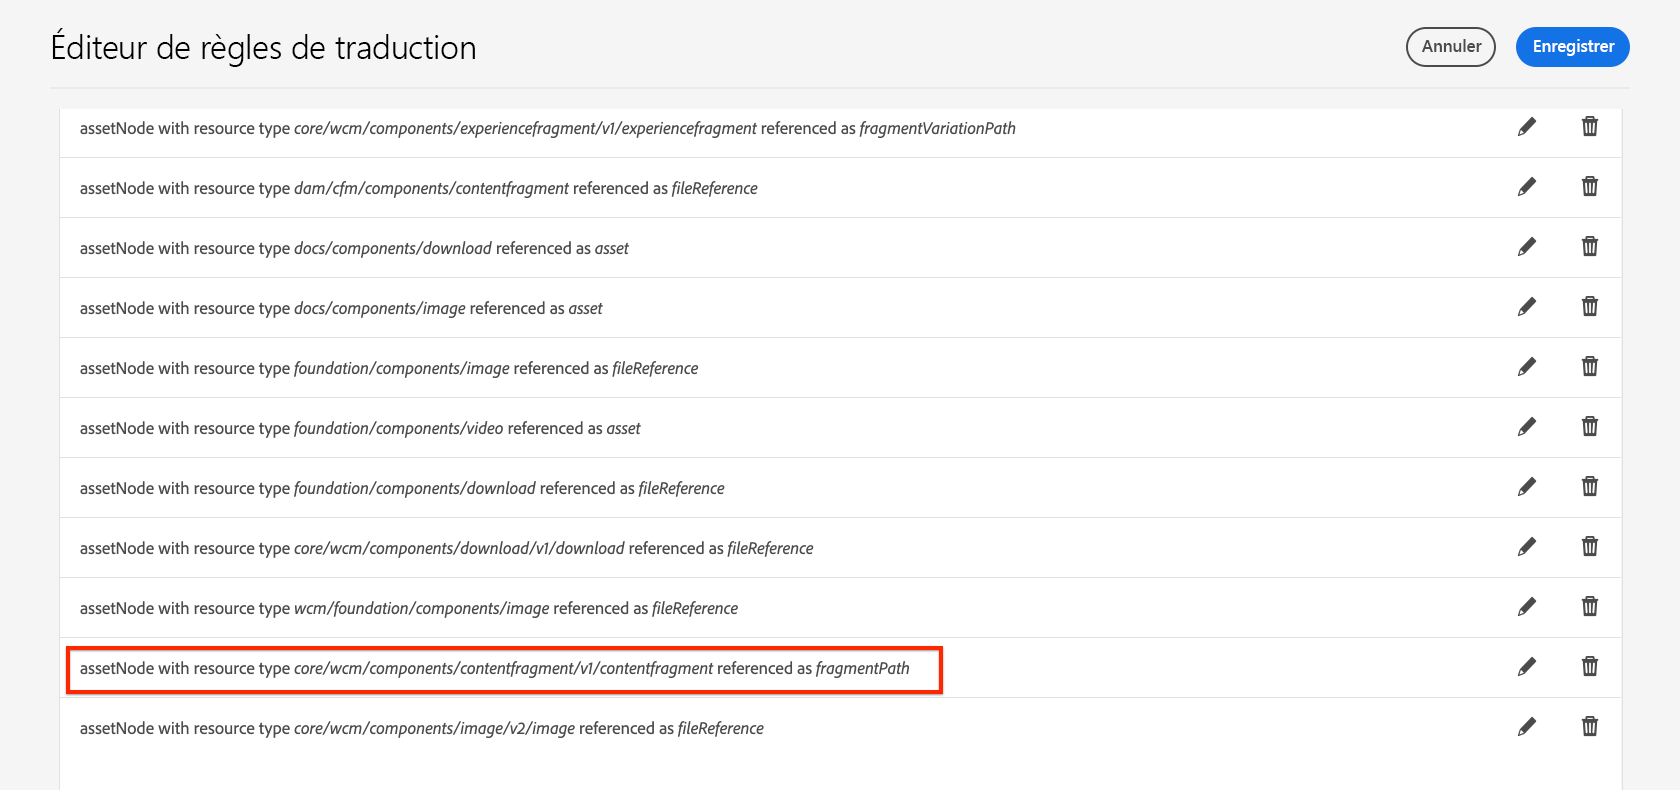 Éditeur de règles de traduction
Annuler
Enregistrer
assetNode with resource type core/wcm/components/experiencefragment/v1/experiencefragment referenced as fragmentVariationPath
assetNode with resource type dam/cfm/components/contentfragment referenced as fileReference
assetNode with resource type docs/components/download referenced as asset
assetNode with resource type docs/components/image referenced as asset
assetNode with resource type foundation/components/image referenced as fileReference
assetNode with resource type foundation/components/video referenced as asset
assetNode with resource type foundation/components/download referenced as fileReference
assetNode with resource type core/wcm/components/download/v1/download referenced as fileReference
assetNode with resource type wcm/foundation/components/image referenced as fileReference
assetNode with resource type core/wcm/components/contentfragment/v1/contentfragment referenced as fragmentPath
assetNode with resource type core/wcm/components/image/v2/image referenced as fileReference